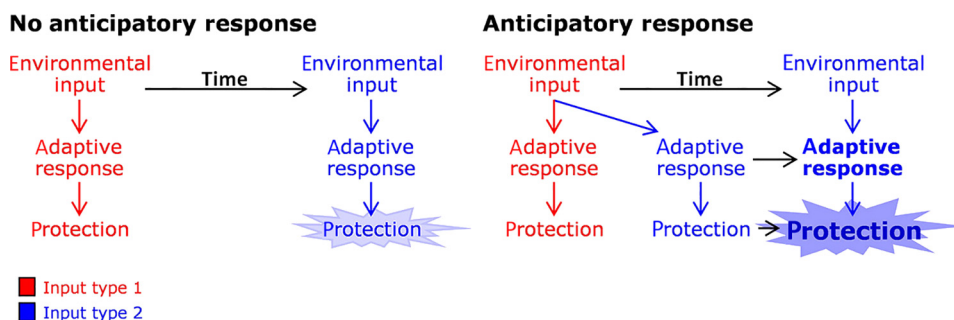 No anticipatory response
Environmental
input
Time
Environmental
input
Adaptive
response
Adaptive
response
Protection
Protection
Anticipatory response
Environmental
input
Time
Environmental
input
Adaptive
response
Adaptive
response
Adaptive
response
Protection
Protection
Protection
Input type 1
Input type 2